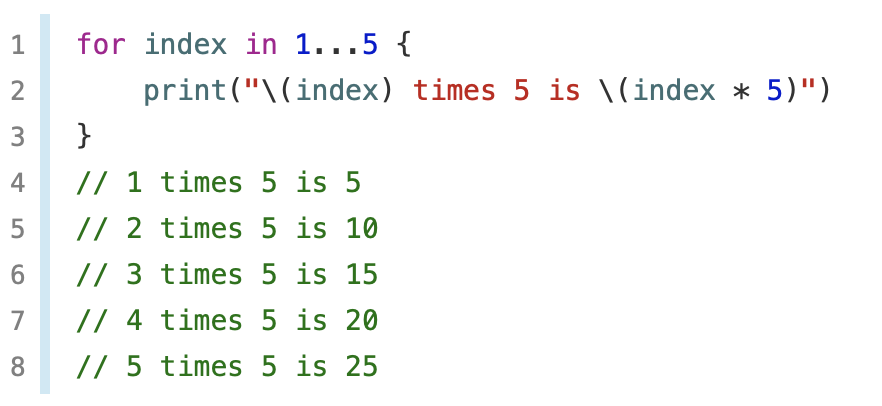 1 for index in 1...5 {
2     print("\(index) times 5 is \(index * 5)")
3 }
4 // 1 times 5 is 5
5 // 2 times 5 is 10
6 // 3 times 5 is 15
7 // 4 times 5 is 20
8 // 5 times 5 is 25